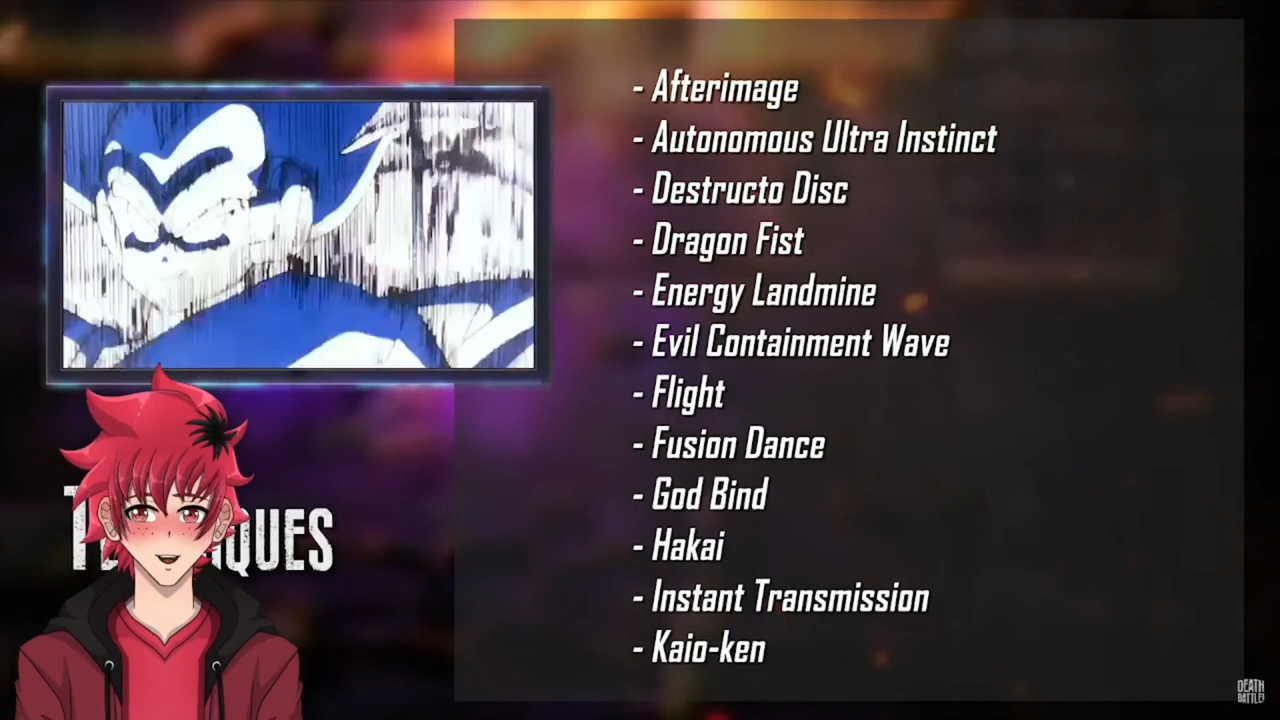 - Afterimage
- Autonomous Ultra Instinct
- Destructo Disc
- Dragon Fist
- Energy Landmine
- Evil Containment Wave
- Flight
- Fusion Dance
- God Bind
- Hakai
- Instant Transmission
- Kaio-ken
DEATH
BATTLE!